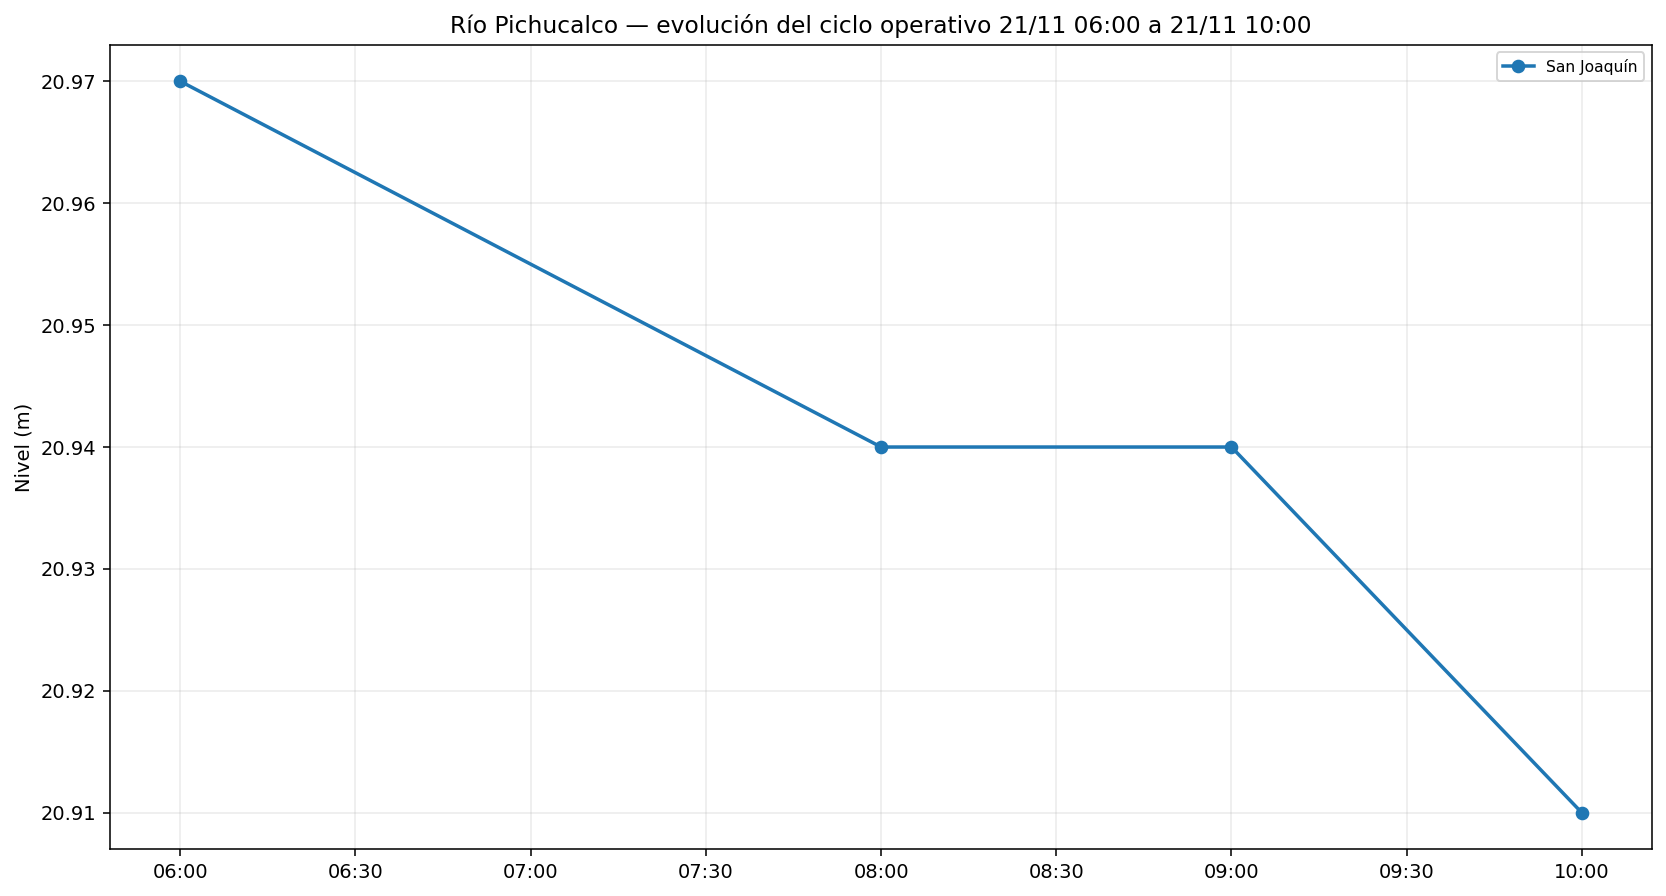 Río Pichucalco — evolución del ciclo operativo 21/11 06:00 a 21/11 10:00
San Joaquín
Nivel (m)
20.97
20.96
20.95
20.94
20.93
20.92
20.91
06:00 06:30 07:00 07:30 08:00 08:30 09:00 09:30 10:00